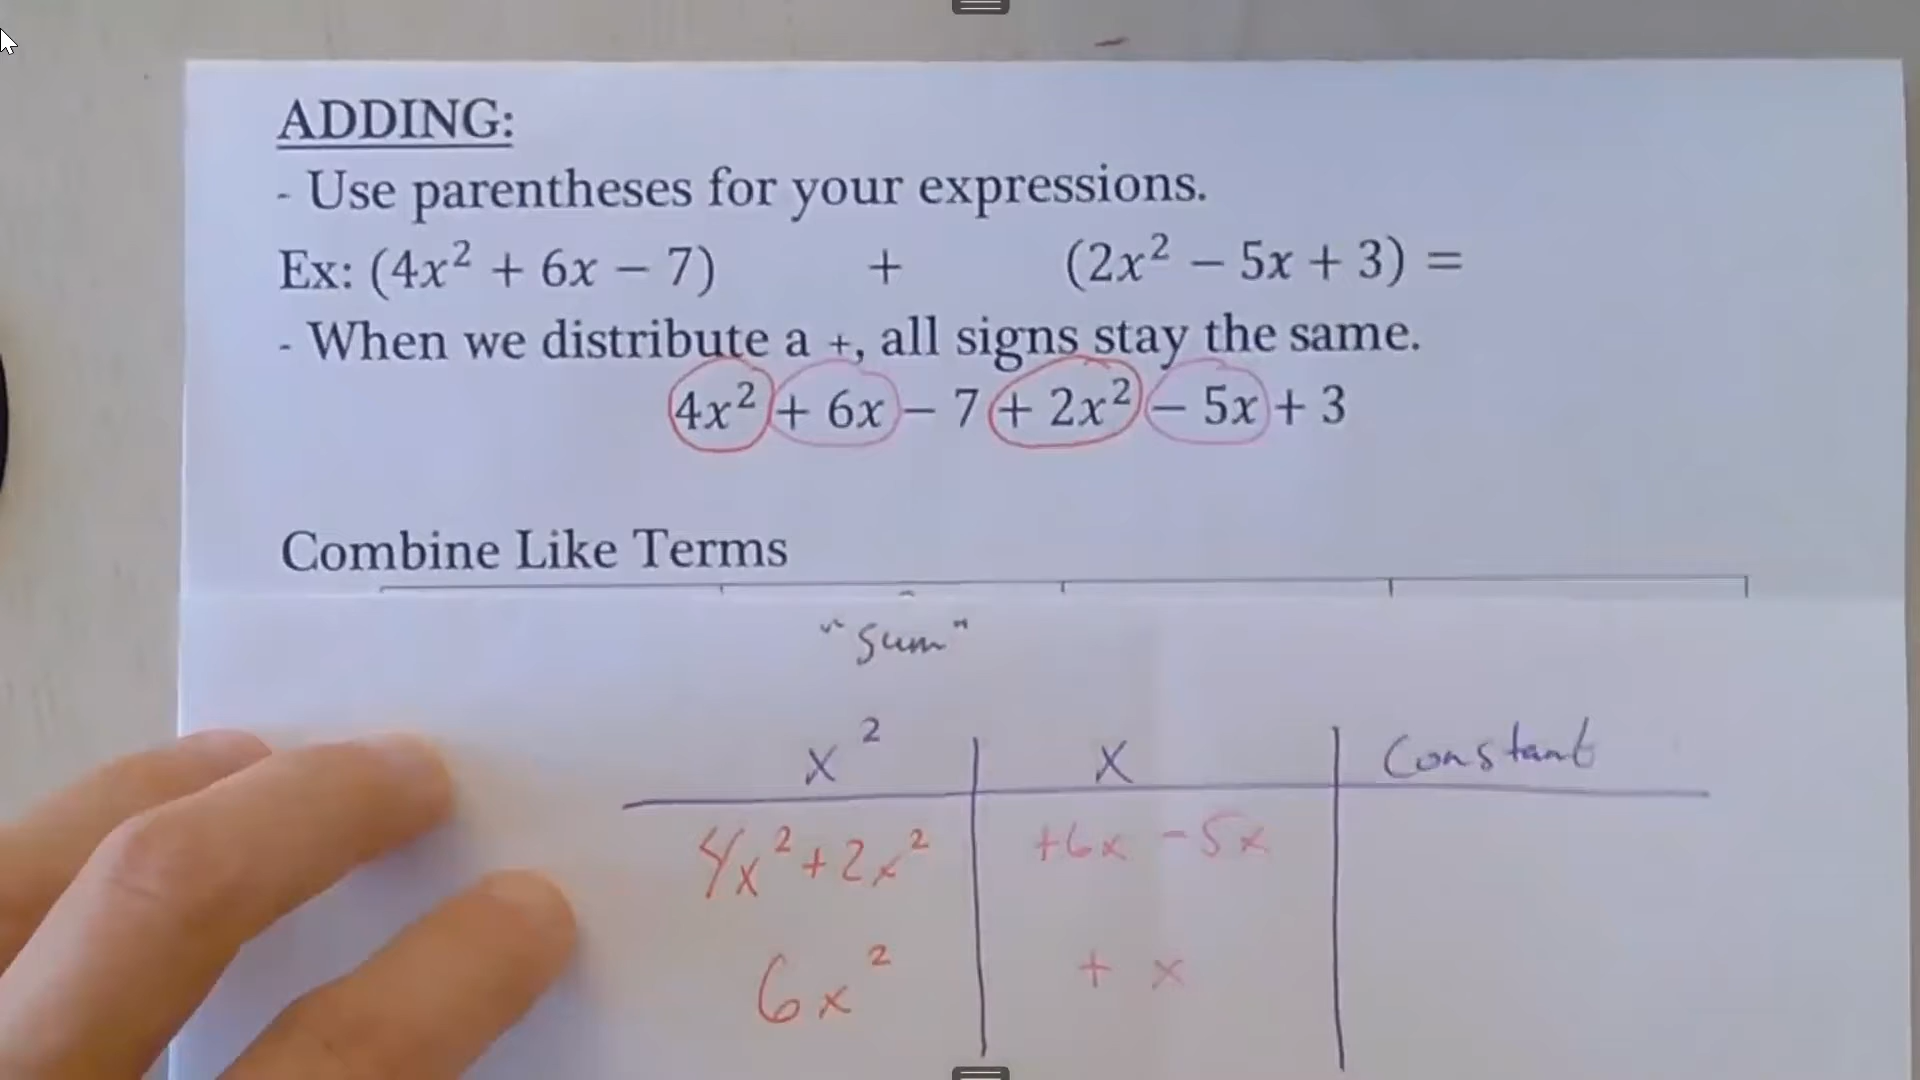 ADDING:
- Use parentheses for your expressions.
Ex: (4x² + 6x − 7) + (2x² − 5x + 3) =
- When we distribute a +, all signs stay the same.
4x² + 6x − 7 + 2x² − 5x + 3
Combine Like Terms
"Sum"
x² x Constant
4x² + 2x² +6x − 5x
6x² + x